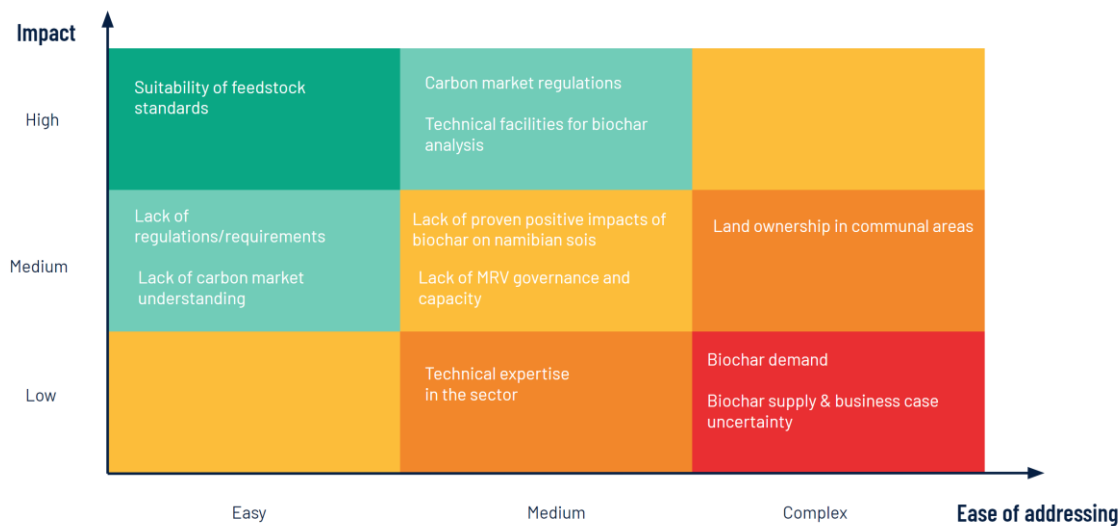 Impact
High
Suitability of feedstock
standards
Carbon market regulations
Technical facilities for biochar
analysis
Medium
Lack of
regulations/requirements
Lack of carbon market
understanding
Lack of proven positive impacts of
biochar on namibian sois
Lack of MRV governance and
capacity
Land ownership in communal areas
Low
Technical expertise
in the sector
Biochar demand
Biochar supply & business case
uncertainty
Easy
Medium
Complex
Ease of addressing